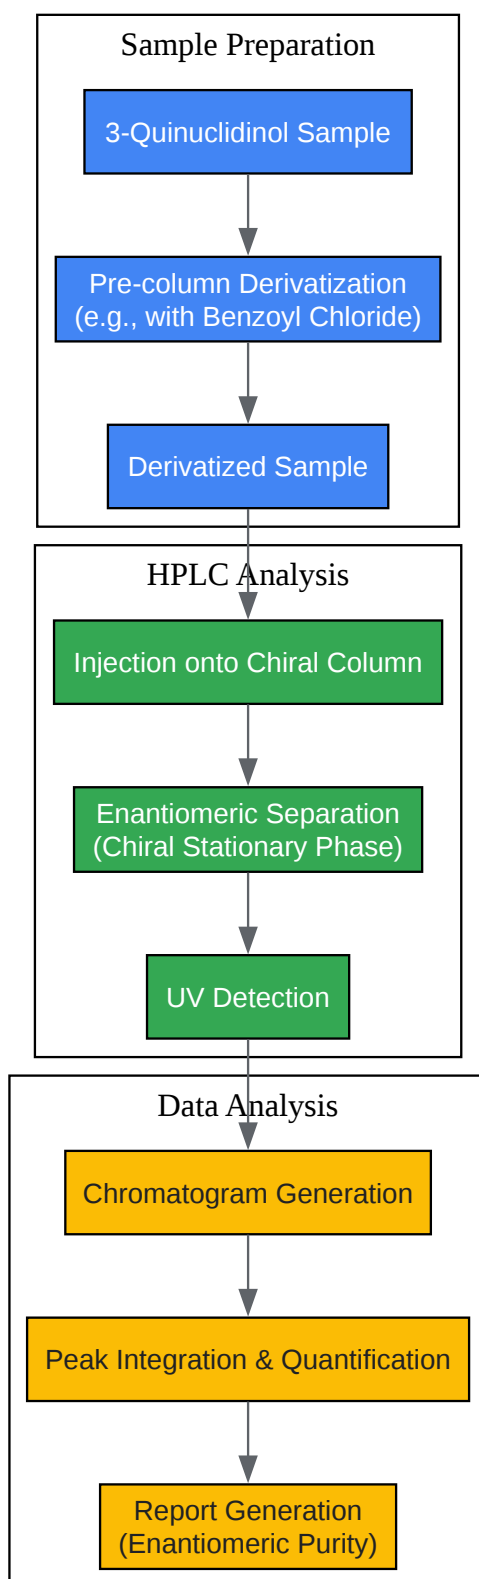 Sample Preparation
3-Quinuclidinol Sample
Pre-column Derivatization
(e.g., with Benzoyl Chloride)
Derivatized Sample
HPLC Analysis
Injection onto Chiral Column
Enantiomeric Separation
(Chiral Stationary Phase)
UV Detection
Data Analysis
Chromatogram Generation
Peak Integration & Quantification
Report Generation
(Enantiomeric Purity)